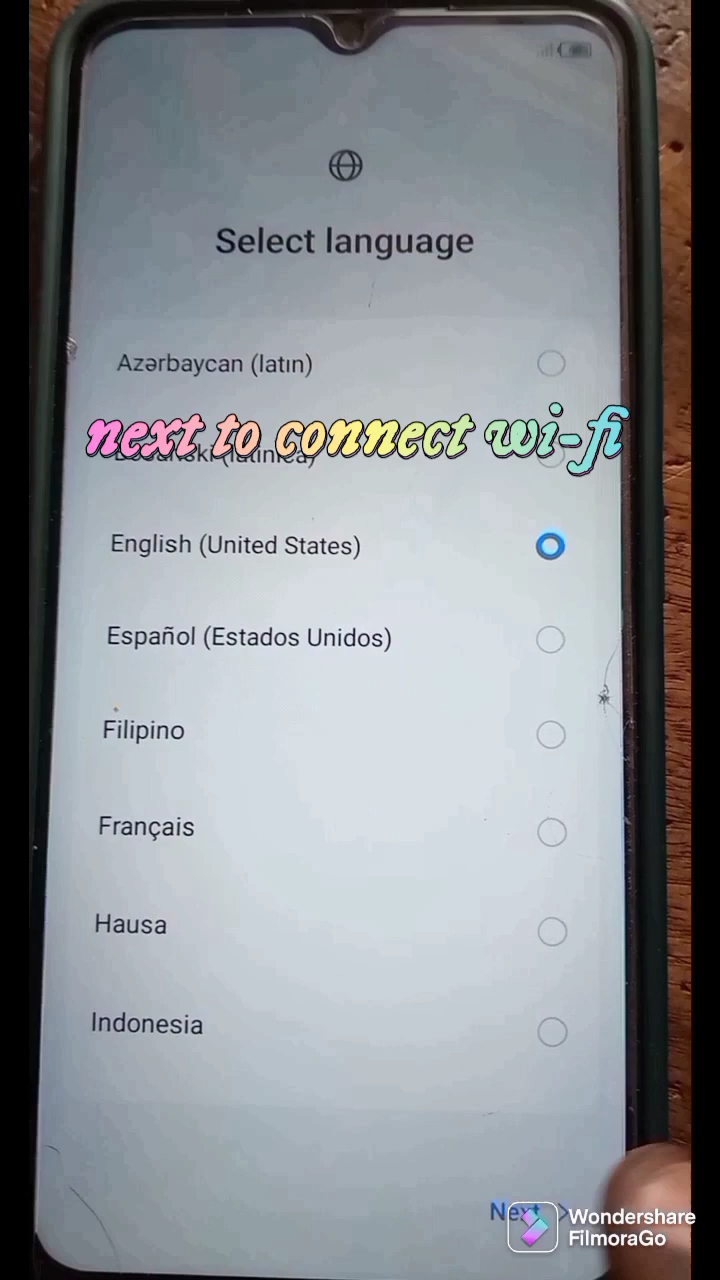 Select language
Azərbaycan (latın)
next to connect wi-fi
English (United States)
Español (Estados Unidos)
Filipino
Français
Hausa
Indonesia
Next
Wondershare
FilmoraGo